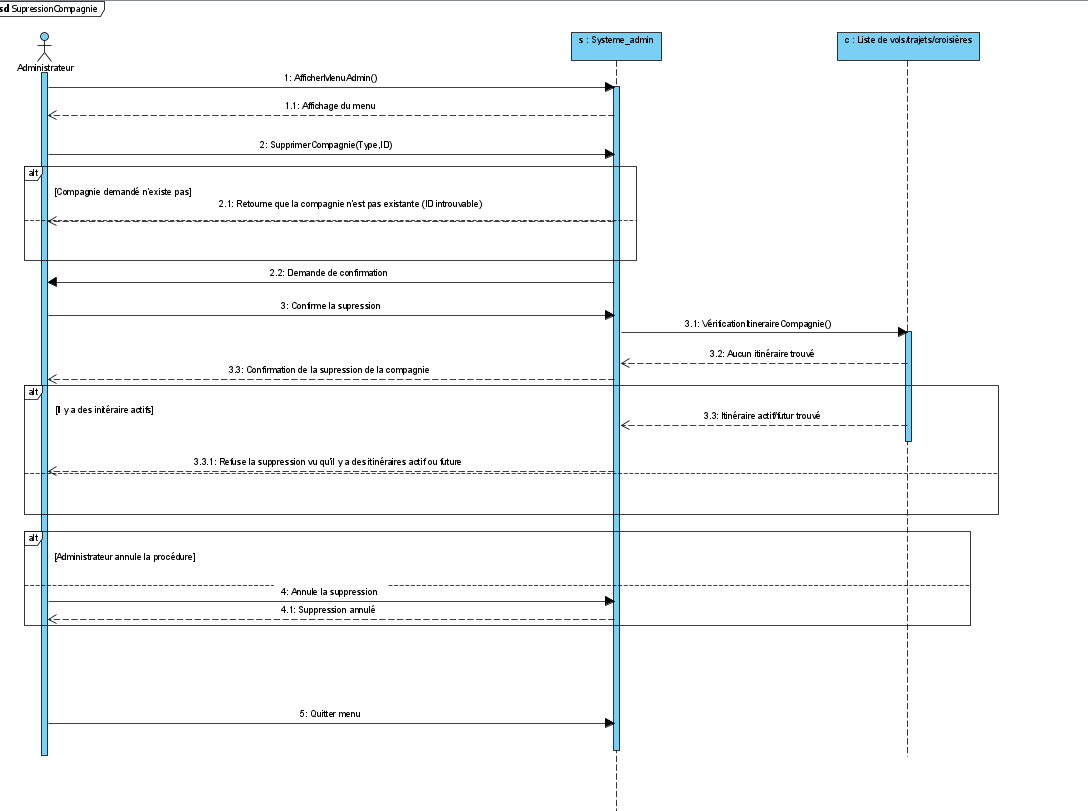 sd SupressionCompagnie
Administrateur
s : Systeme_admin
c : Liste de vols/trajets/croisières
1: AfficherMenuAdmin()
1.1: Affichage du menu
2: SupprimerCompagnie(Type,ID)
alt
[Compagnie demandé n'existe pas]
2.1: Retourne que la compagnie n'est pas existante (ID introuvable)
2.2: Demande de confirmation
3: Confirme la supression
3.1: VérificationItineraireCompagnie()
3.2: Aucun itinéraire trouvé
3.3: Confirmation de la supression de la compagnie
alt
[Il y a des initéraire actifs]
3.3: Itinéraire actif/futur trouvé
3.3.1: Refuse la suppression vu qu'il y a des itinéraires actif ou future
alt
[Administrateur annule la procédure]
4: Annule la suppression
4.1: Suppression annulé
5: Quitter menu